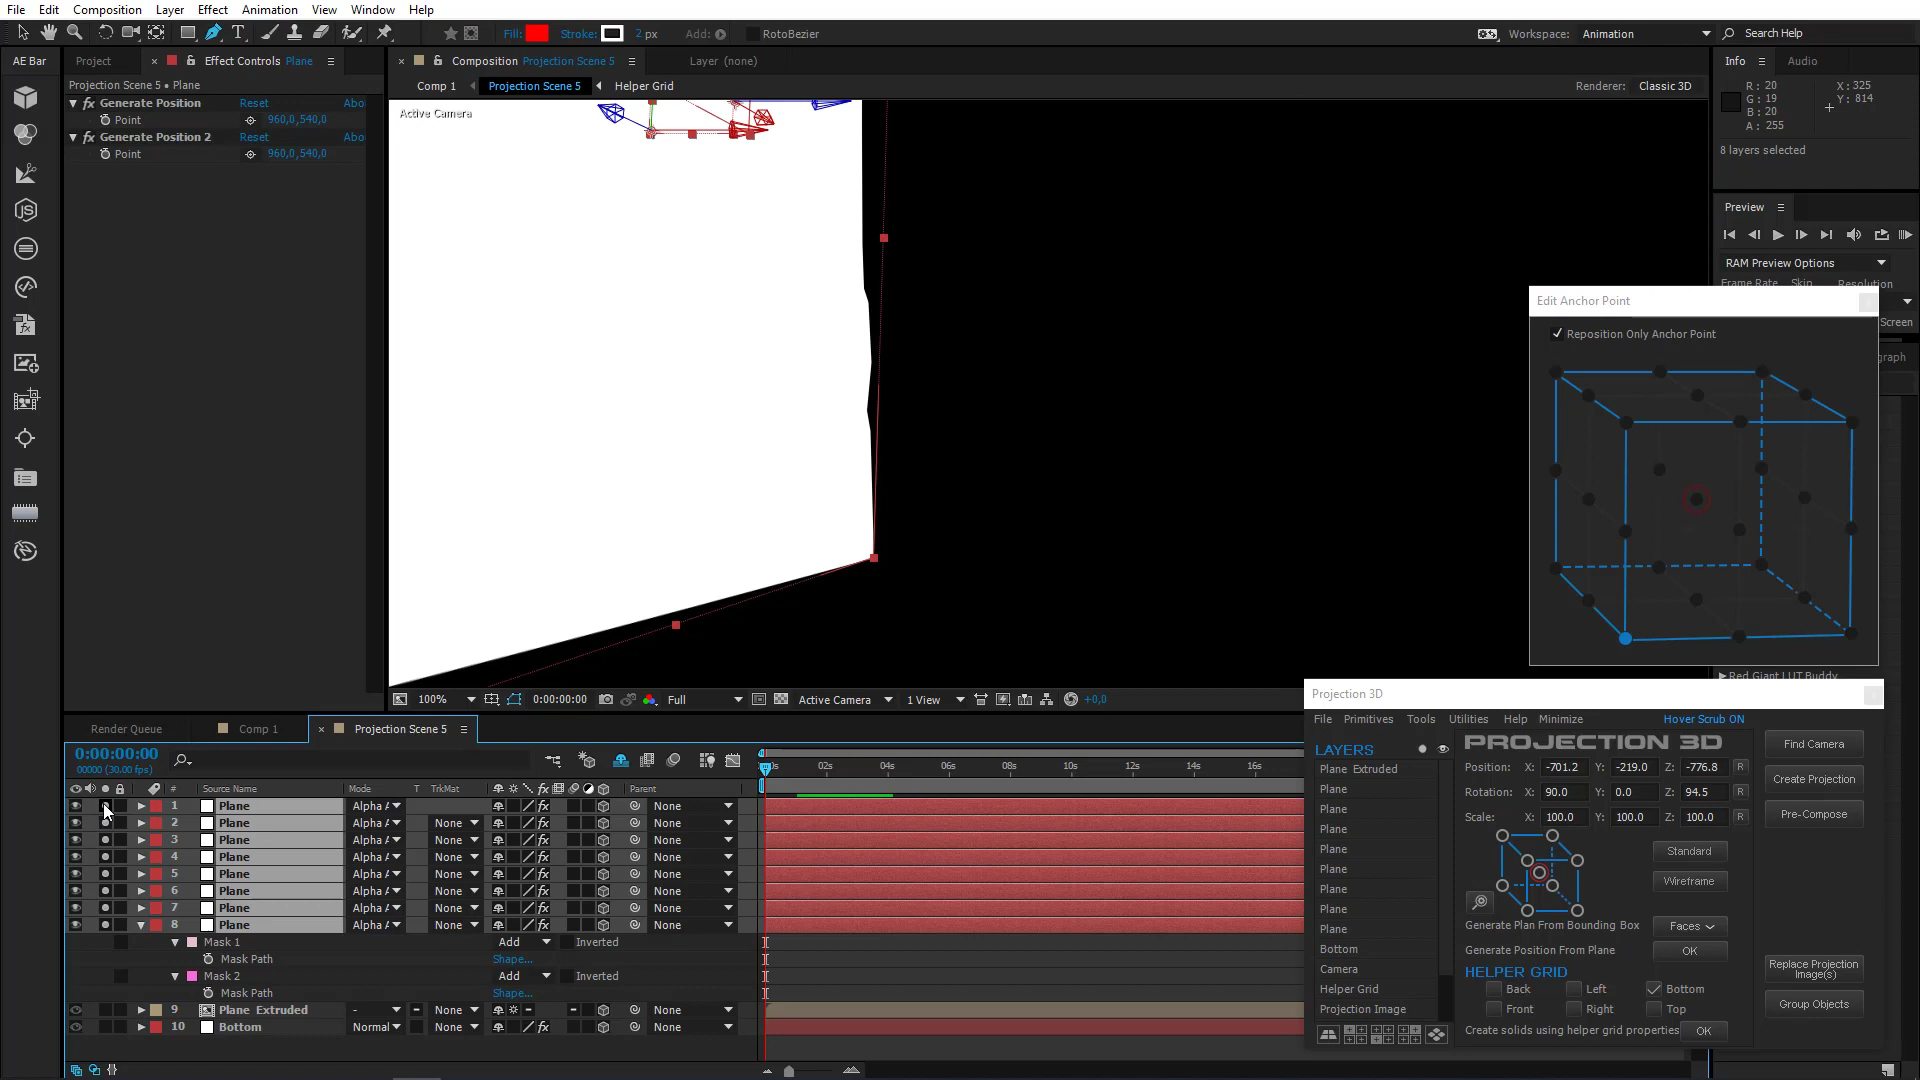 File Edit Composition Layer Effect Animation View Window Help
Fill: Stroke: 2 px Add: RotoBezier Workspace: Animation Search Help
AE Bar Project Effect Controls Plane Composition Projection Scene 5 Layer (none) Info Audio
Projection Scene 5 • Plane Comp 1 Projection Scene 5 Helper Grid Renderer: Classic 3D
Generate Position Reset Abo
Point 960,0,540,0
Generate Position 2 Reset Abo
Point 960,0,540,0
Active Camera
R: 20 X: 325
G: 19 Y: 814
B: 20
A: 255
8 layers selected
Preview
RAM Preview Options
Frame Rate Skip Resolution
Screen
Edit Anchor Point
Reposition Only Anchor Point
Red Giant LUT Buddy
100% 0:00:00:00 Full Active Camera 1 View +0,0
Render Queue Comp 1 Projection Scene 5
0:00:00:00
00000 (30.00 fps)
02s 04s 06s 08s 10s 12s 14s 16s
# Source Name Mode T TrkMat Parent
1 Plane Alpha A None
2 Plane Alpha A None None
3 Plane Alpha A None None
4 Plane Alpha A None None
5 Plane Alpha A None None
6 Plane Alpha A None None
7 Plane Alpha A None None
8 Plane Alpha A None None
Mask 1 Add Inverted
Mask Path Shape...
Mask 2 Add Inverted
Mask Path Shape...
9 Plane Extruded - None None
10 Bottom Normal None None
Projection 3D
File Primitives Tools Utilities Help Minimize Hover Scrub ON
LAYERS PROJECTION 3D
Plane Extruded
Plane
Plane
Plane
Plane
Plane
Plane
Plane
Plane
Bottom
Camera
Helper Grid
Projection Image
Position: X: -701.2 Y: -219.0 Z: -776.8 R
Rotation: X: 90.0 Y: 0.0 Z: 94.5 R
Scale: X: 100.0 Y: 100.0 Z: 100.0 R
Standard
Wireframe
Generate Plan From Bounding Box Faces
Generate Position From Plane OK
HELPER GRID
Back Left Bottom
Front Right Top
Create solids using helper grid properties OK
Find Camera
Create Projection
Pre-Compose
Replace Projection
Image(s)
Group Objects